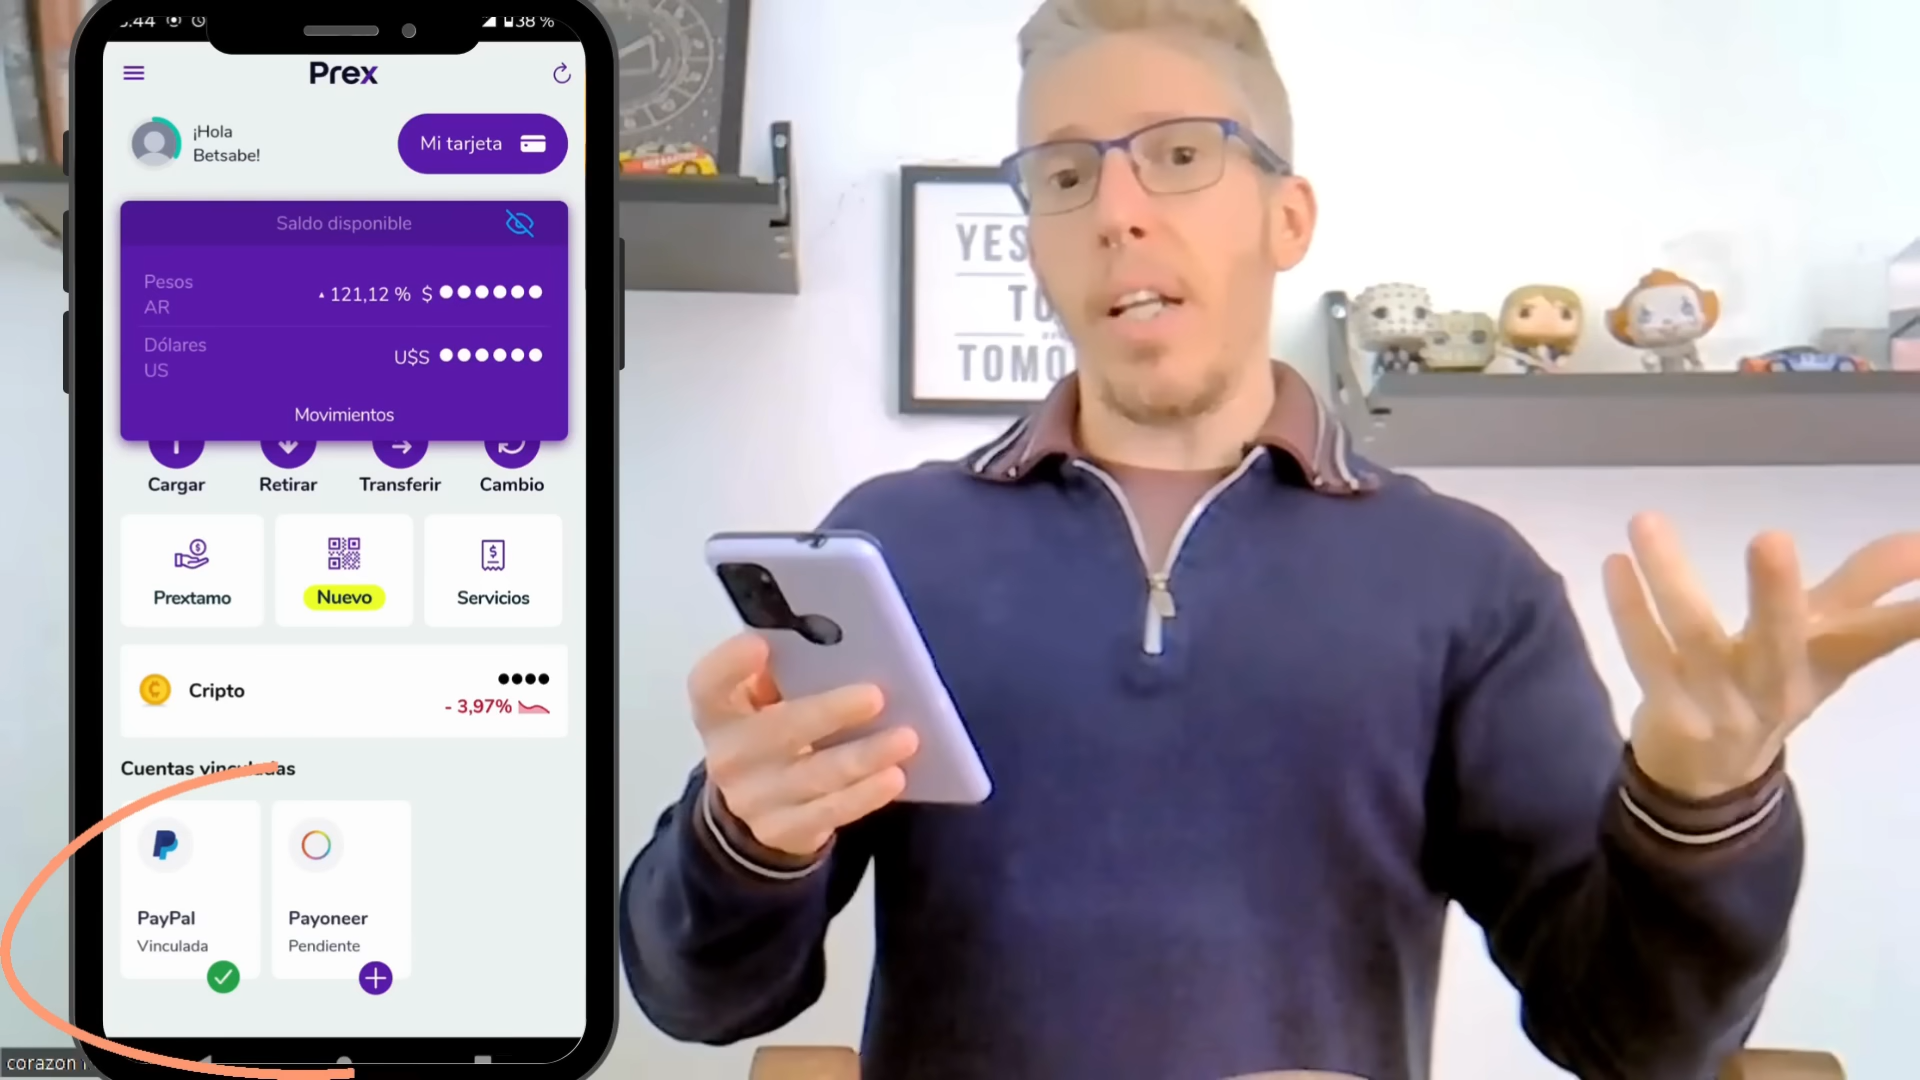 38 %
Prex
¡Hola
Betsabe!
Mi tarjeta
Saldo disponible
Pesos
AR
121,12 % $
Dólares
US
U$S
Movimientos
Cargar
Retirar
Transferir
Cambio
Prextamo
Nuevo
Servicios
Cripto
- 3,97%
Cuentas vinculadas
PayPal
Vinculada
Payoneer
Pendiente
corazon
YES
TO
TOMO